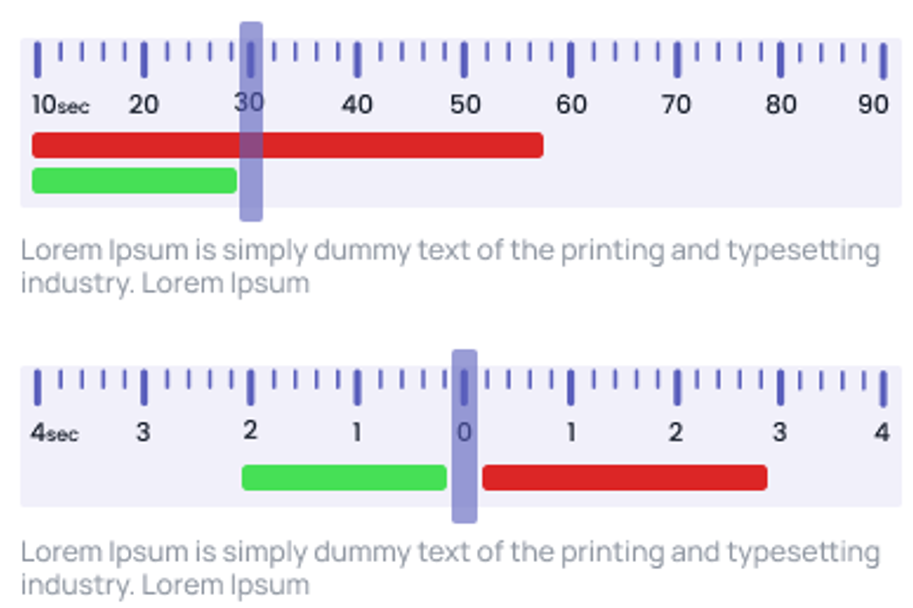 10sec 20 30 40 50 60 70 80 90
Lorem Ipsum is simply dummy text of the printing and typesetting
industry. Lorem Ipsum
4sec 3 2 1 0 1 2 3 4
Lorem Ipsum is simply dummy text of the printing and typesetting
industry. Lorem Ipsum